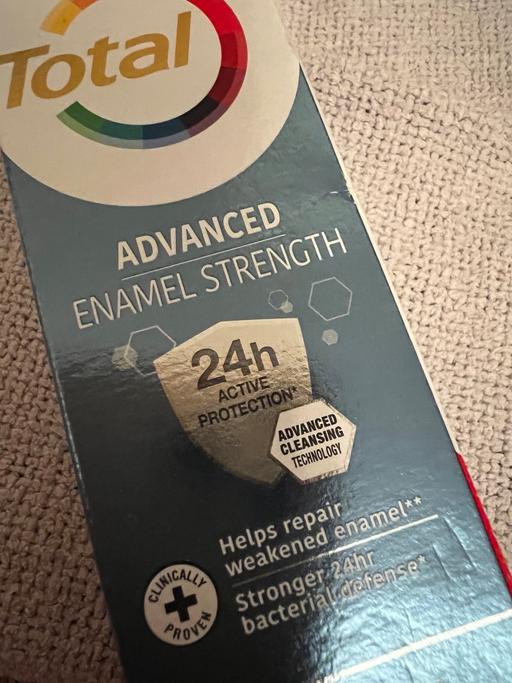 Total
ADVANCED
ENAMEL STRENGTH
24h
ACTIVE
PROTECTION*
ADVANCED
CLEANSING
TECHNOLOGY
Helps repair
weakened enamel**
Stronger 24hr
bacterial defense*
CLINICALLY
PROVEN